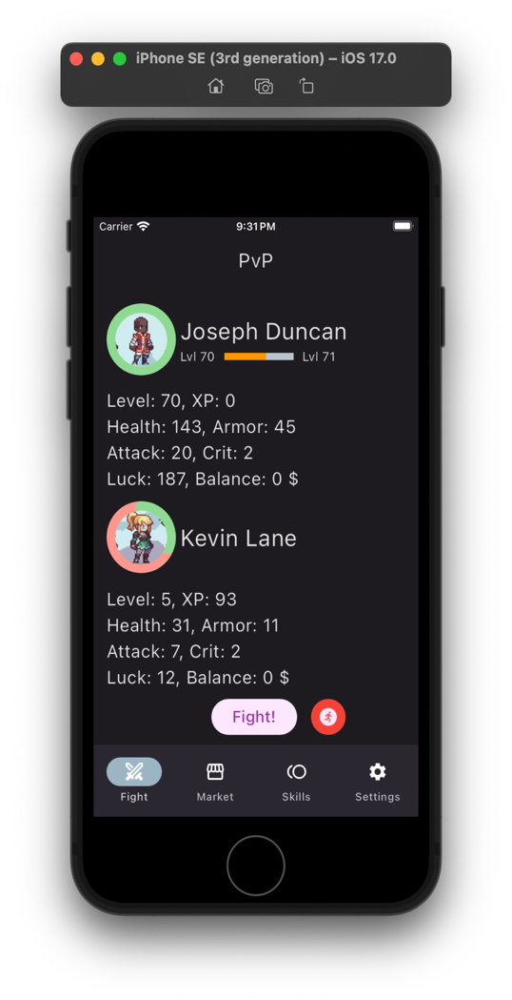 iPhone SE (3rd generation) – iOS 17.0
Carrier 9:31 PM
PvP
Joseph Duncan
Lvl 70 Lvl 71
Level: 70, XP: 0
Health: 143, Armor: 45
Attack: 20, Crit: 2
Luck: 187, Balance: 0 $
Kevin Lane
Level: 5, XP: 93
Health: 31, Armor: 11
Attack: 7, Crit: 2
Luck: 12, Balance: 0 $
Fight!
Fight Market Skills Settings